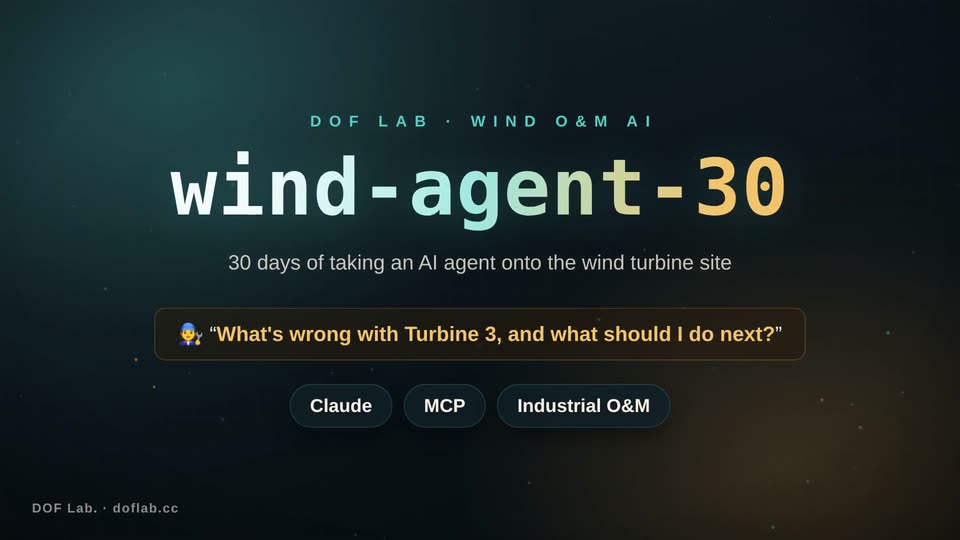 DOF LAB · WIND O&M AI
wind-agent-30
30 days of taking an AI agent onto the wind turbine site
“What's wrong with Turbine 3, and what should I do next?”
Claude MCP Industrial O&M
DOF Lab. · doflab.cc